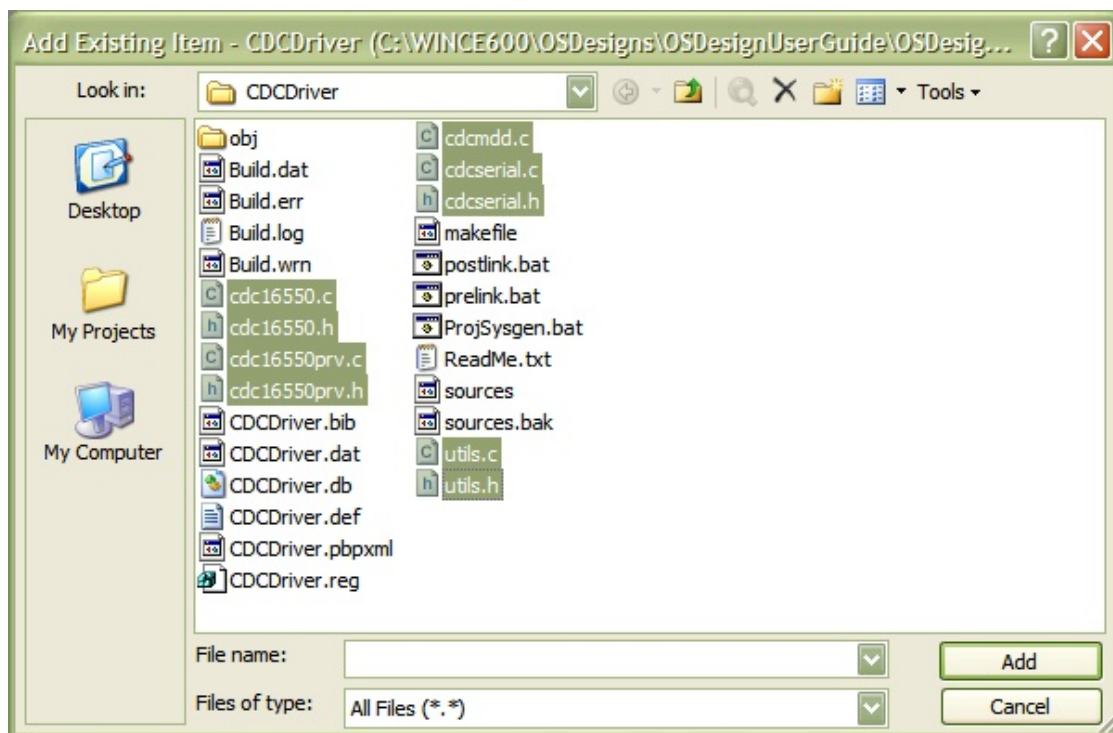 Add Existing Item - CDCDriver (C:\WINCE600\OSDesigns\OSDesignUserGuide\OSDesig...
Look in:
CDCDriver
Tools
Desktop
My Projects
My Computer
obj
Build.dat
Build.err
Build.log
Build.wrn
cdc16550.c
cdc16550.h
cdc16550prv.c
cdc16550prv.h
CDCDriver.bib
CDCDriver.dat
CDCDriver.db
CDCDriver.def
CDCDriver.pbpxml
CDCDriver.reg
cdcmdd.c
cdcserial.c
cdcserial.h
makefile
postlink.bat
prelink.bat
ProjSysgen.bat
ReadMe.txt
sources
sources.bak
utils.c
utils.h
File name:
Add
Files of type:
All Files (*.*)
Cancel